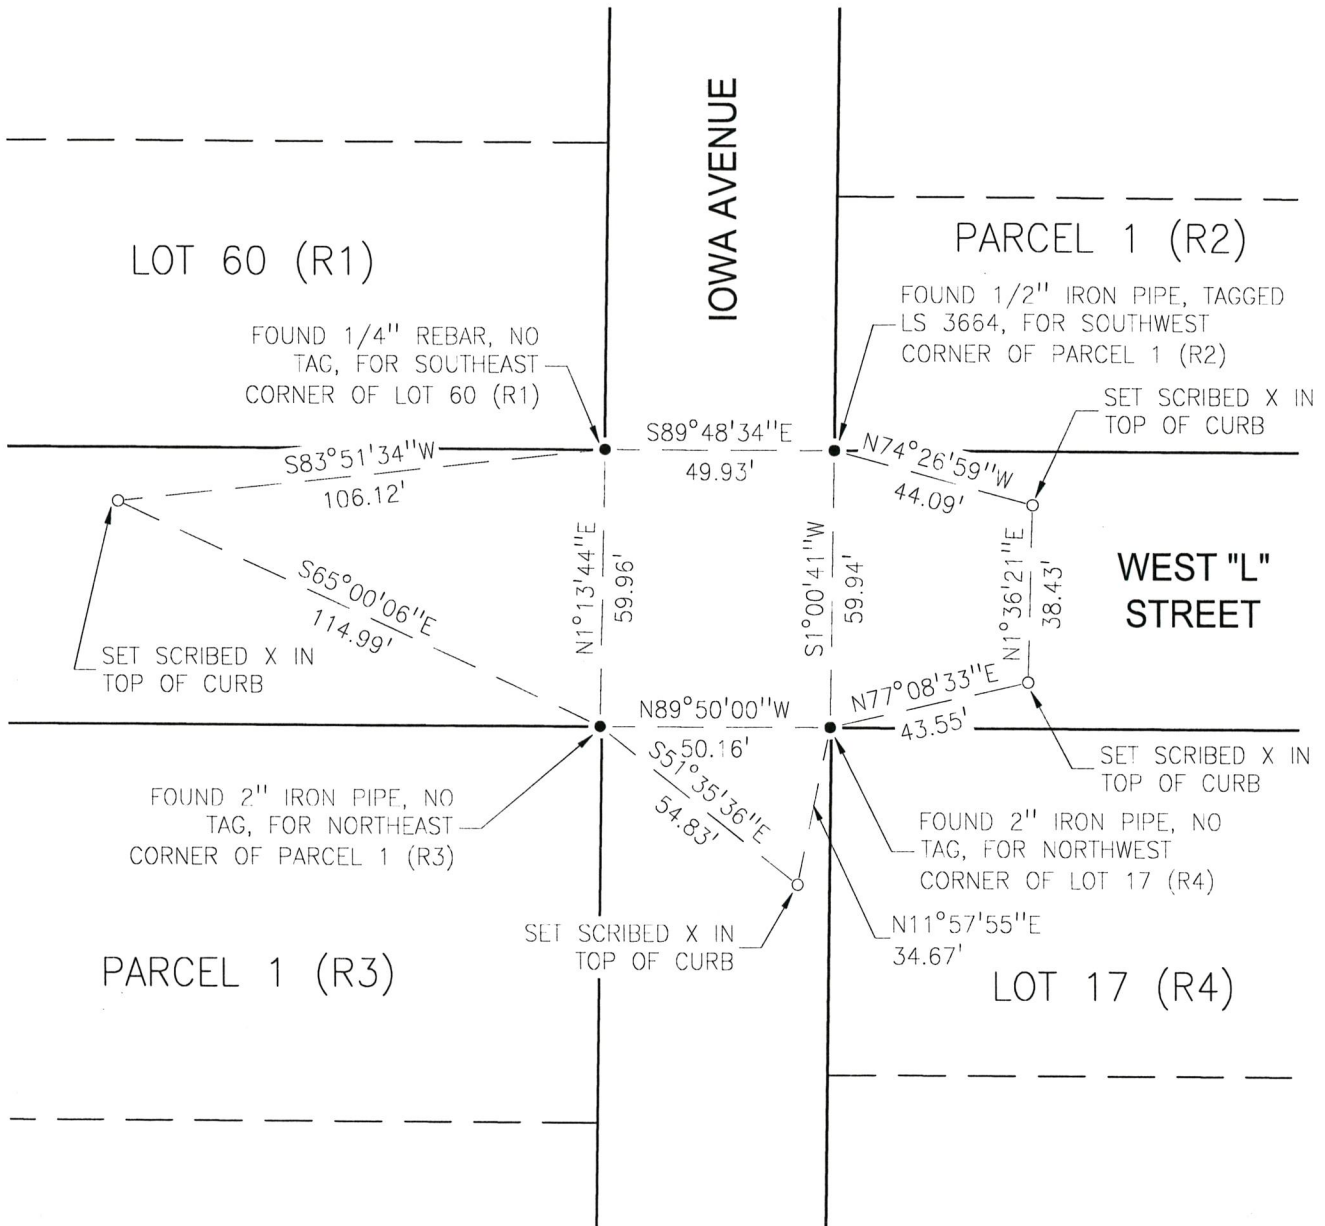 IOWA AVENUE
LOT 60 (R1)
PARCEL 1 (R2)
FOUND 1/4" REBAR, NO
TAG, FOR SOUTHEAST
CORNER OF LOT 60 (R1)
FOUND 1/2" IRON PIPE, TAGGED
LS 3664, FOR SOUTHWEST
CORNER OF PARCEL 1 (R2)
SET SCRIBED X IN
TOP OF CURB
S83°51'34"W
106.12'
S89°48'34"E
49.93'
N74°26'59"W
44.09'
S65°00'06"E
114.99'
N1°13'44"E
59.96'
S1°00'41"W
59.94'
N1°36'21"E
38.43'
WEST "L"
STREET
SET SCRIBED X IN
TOP OF CURB
N89°50'00"W
50.16'
N77°08'33"E
43.55'
S51°35'36"E
54.83'
SET SCRIBED X IN
TOP OF CURB
FOUND 2" IRON PIPE, NO
TAG, FOR NORTHEAST
CORNER OF PARCEL 1 (R3)
FOUND 2" IRON PIPE, NO
TAG, FOR NORTHWEST
CORNER OF LOT 17 (R4)
SET SCRIBED X IN
TOP OF CURB
N11°57'55"E
34.67'
PARCEL 1 (R3)
LOT 17 (R4)